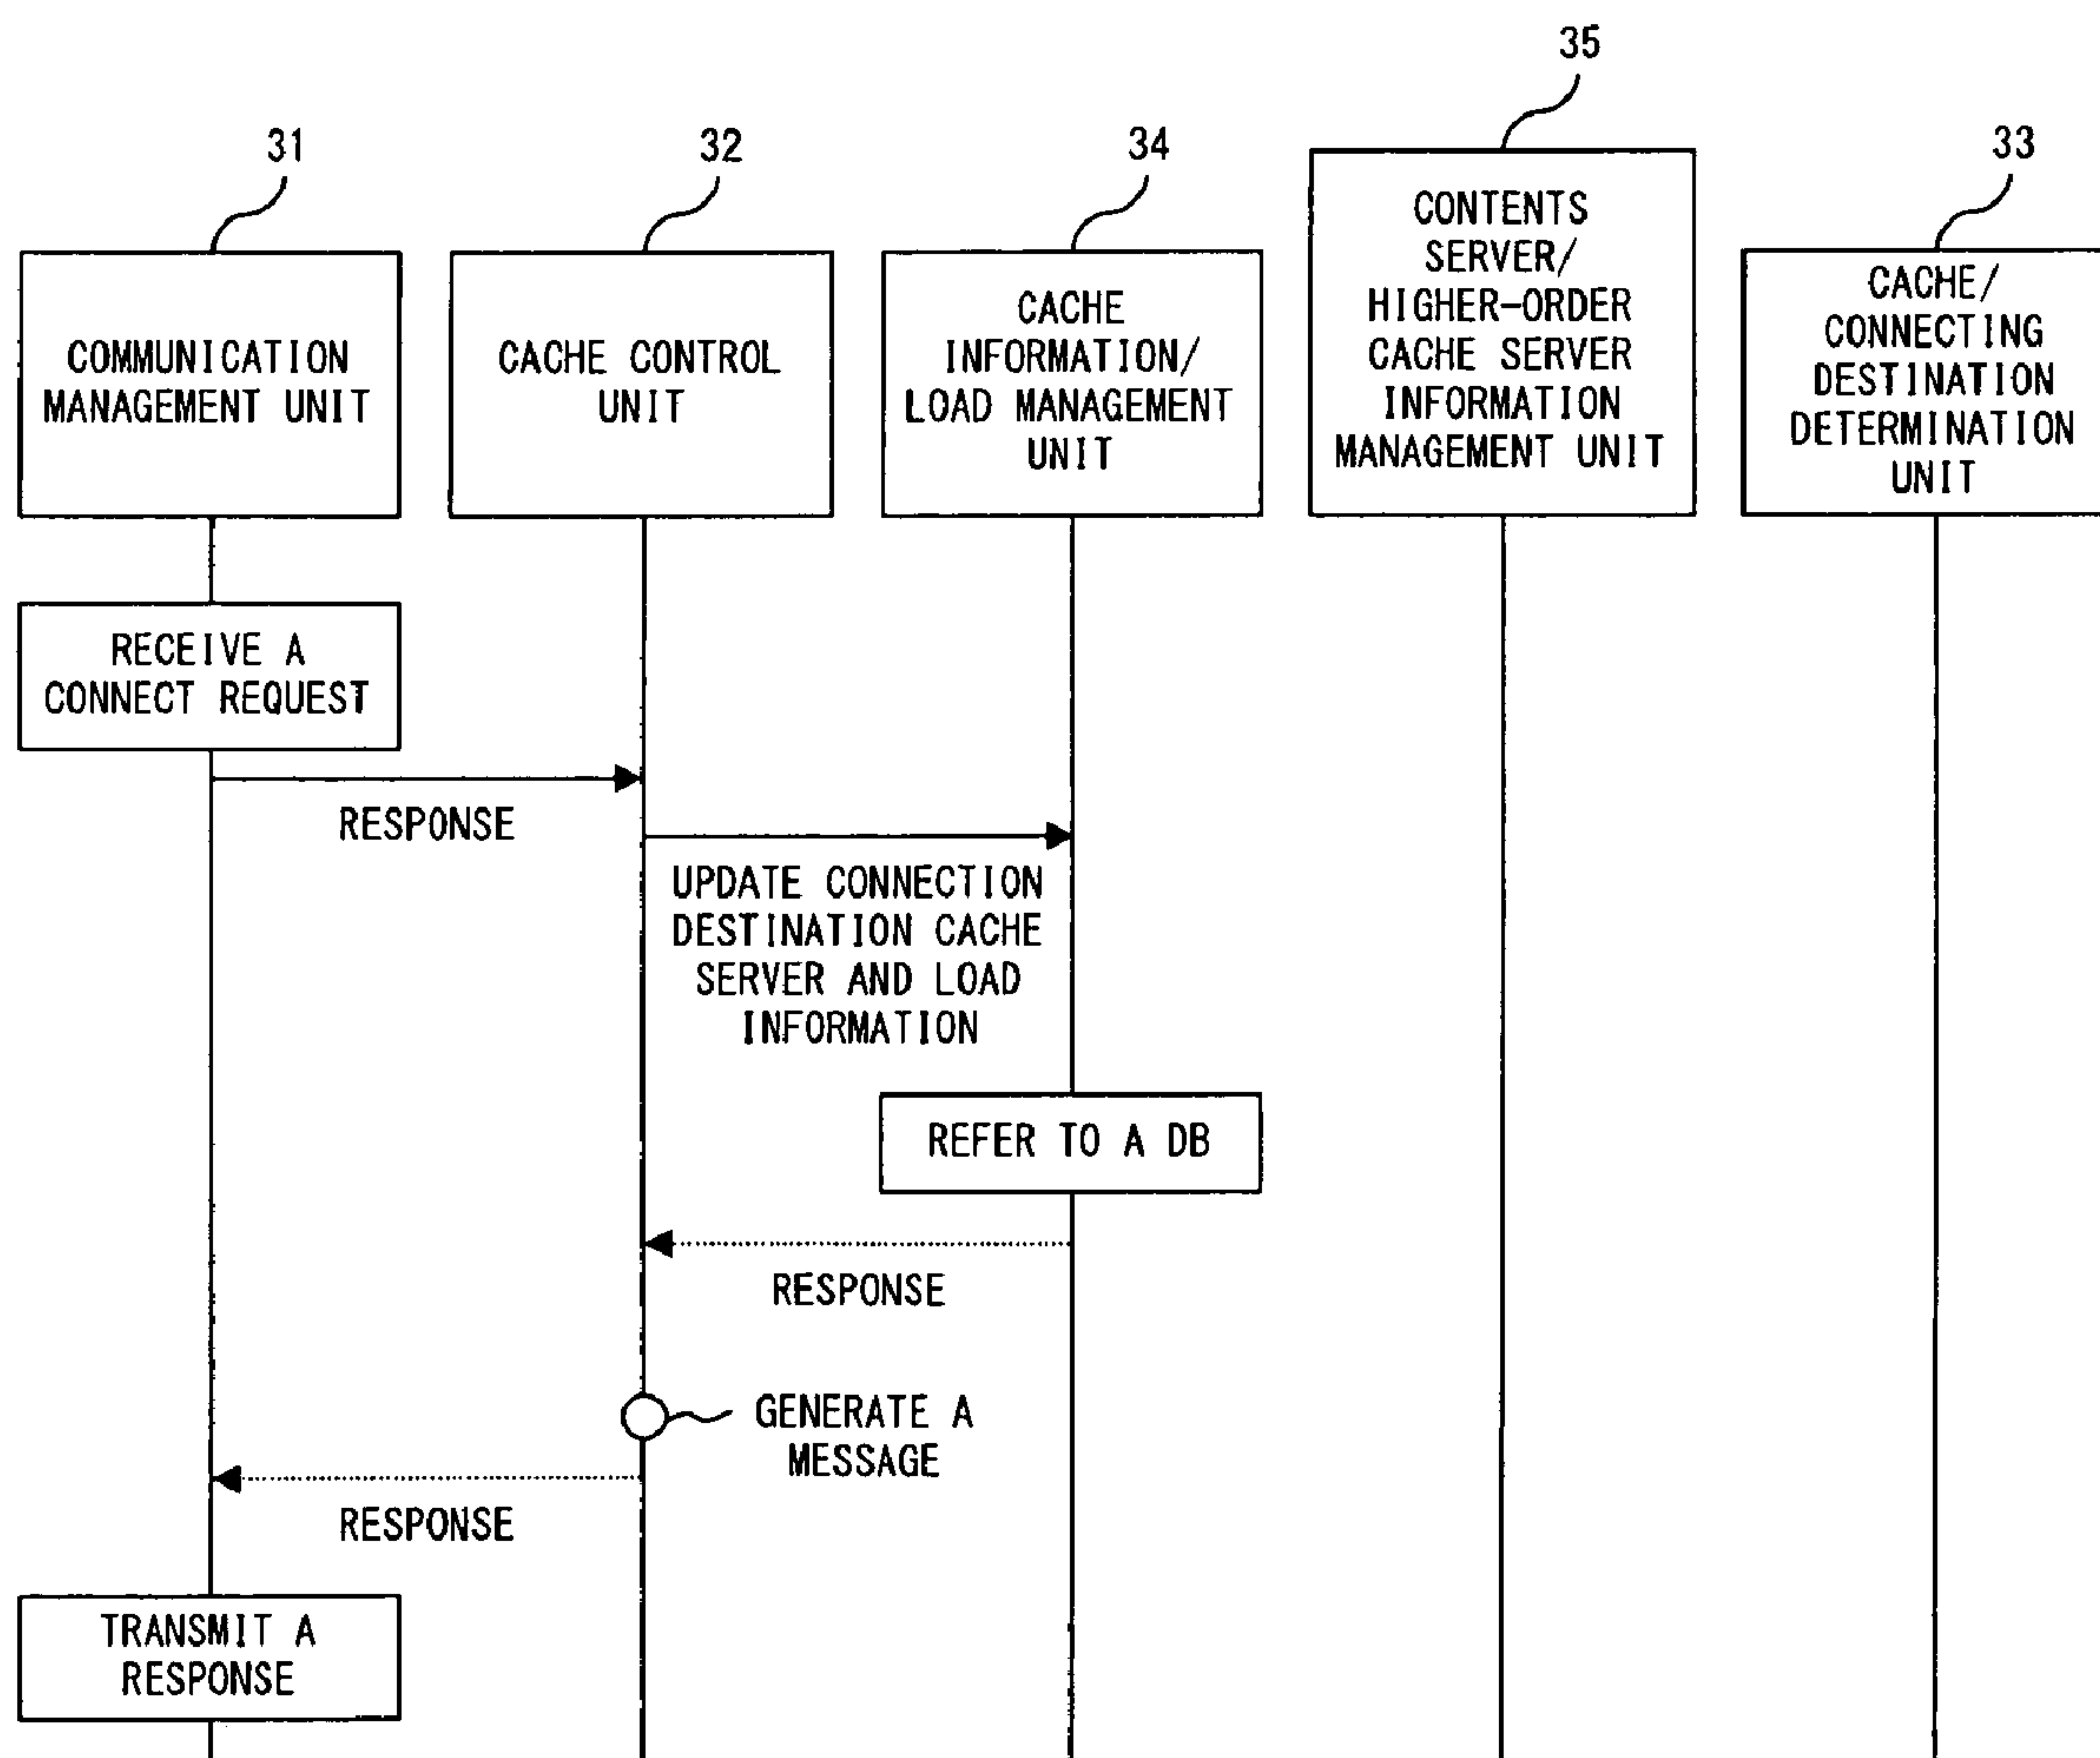 35
31
32
34
33
COMMUNICATION
MANAGEMENT UNIT
CACHE CONTROL
UNIT
CACHE
INFORMATION/
LOAD MANAGEMENT
UNIT
CONTENTS
SERVER/
HIGHER-ORDER
CACHE SERVER
INFORMATION
MANAGEMENT UNIT
CACHE/
CONNECTING
DESTINATION
DETERMINATION
UNIT
RECEIVE A
CONNECT REQUEST
RESPONSE
UPDATE CONNECTION
DESTINATION CACHE
SERVER AND LOAD
INFORMATION
REFER TO A DB
RESPONSE
GENERATE A
MESSAGE
RESPONSE
TRANSMIT A
RESPONSE